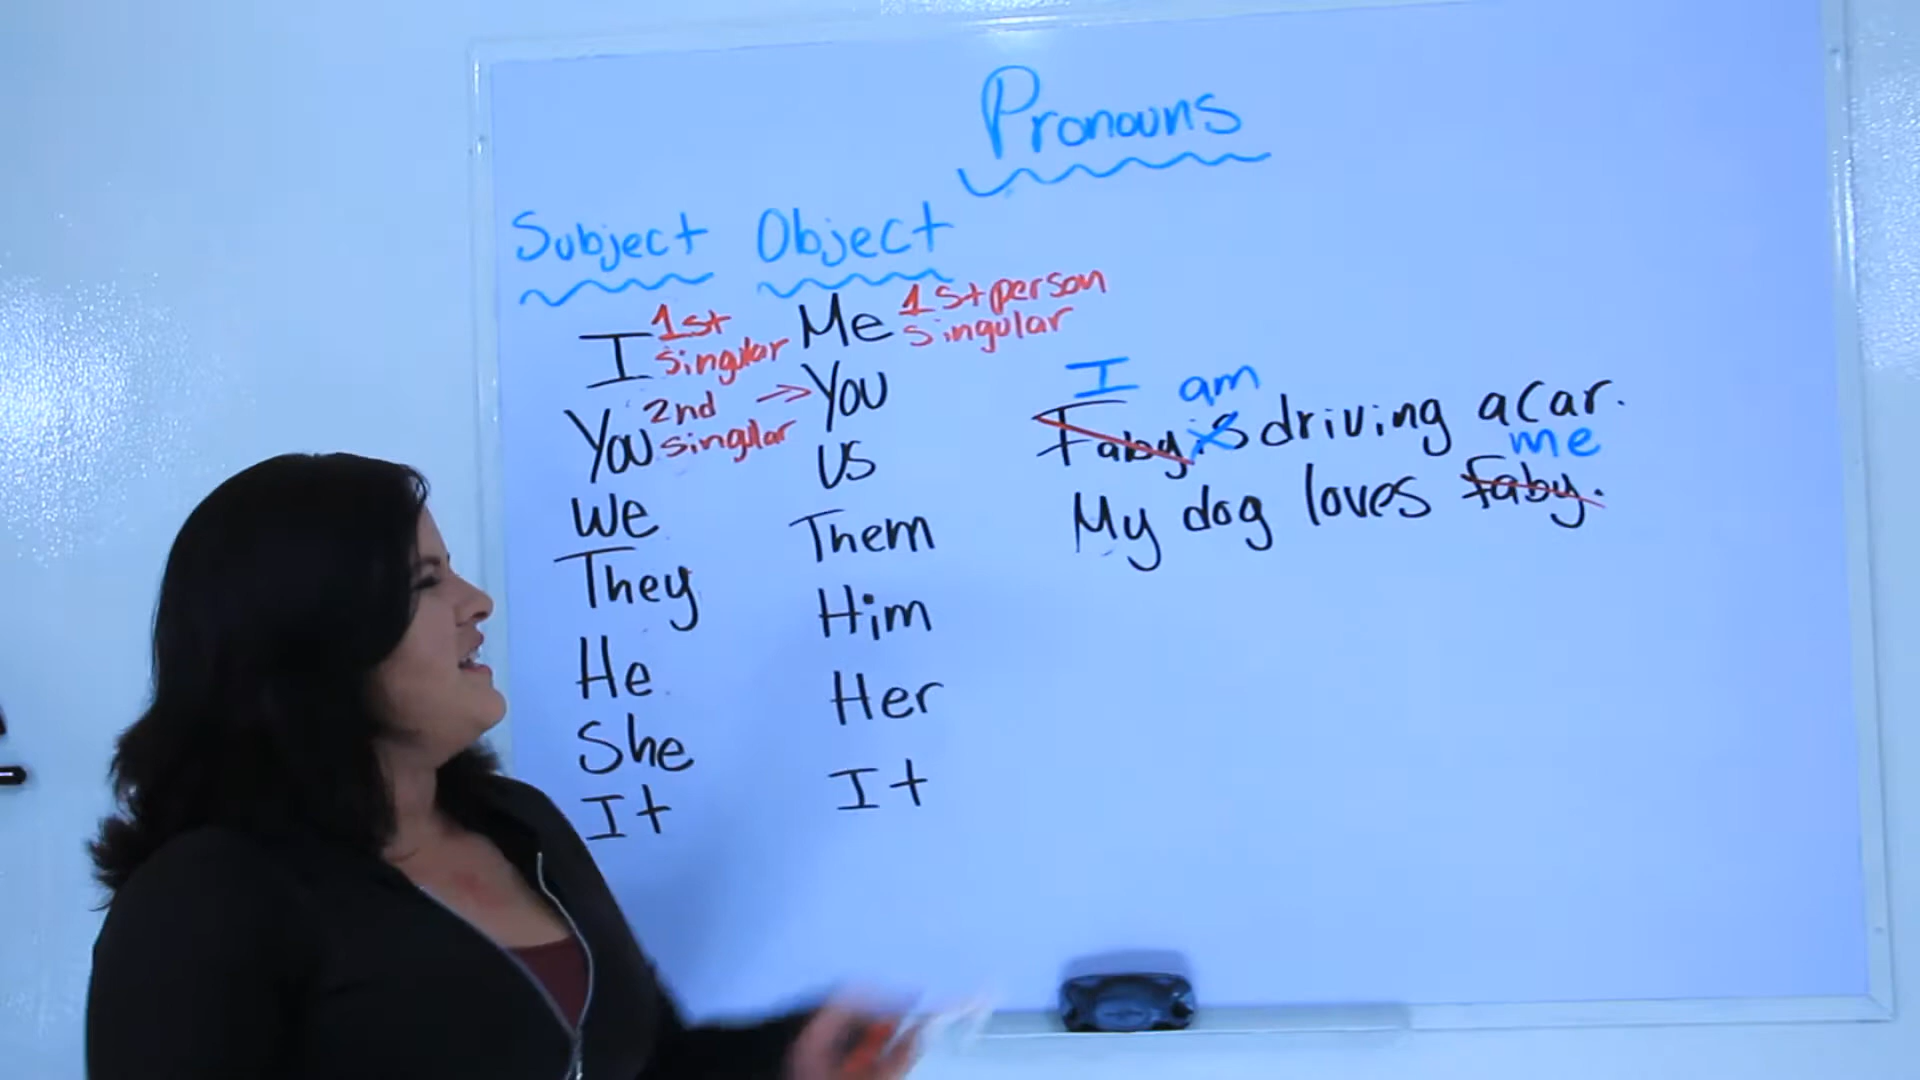 Pronouns
Subject Object
I 1st singular Me 1st person singular
You 2nd singular → You
We Us
They Them
He Him
She Her
It It
I am
Faby is driving a car.
me
My dog loves faby.